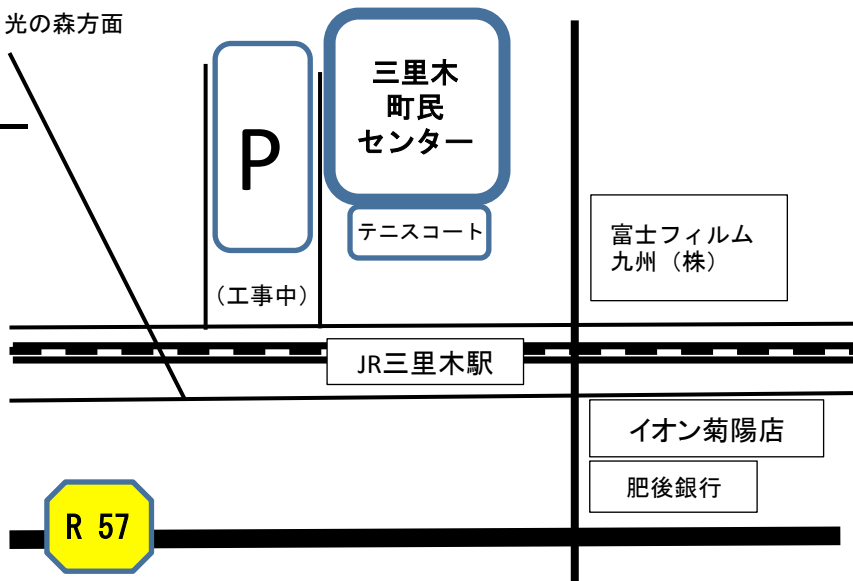 光の森方面
P
三里木
町民
センター
テニスコート
富士フィルム
九州（株）
（工事中）
JR三里木駅
イオン菊陽店
肥後銀行
R 57